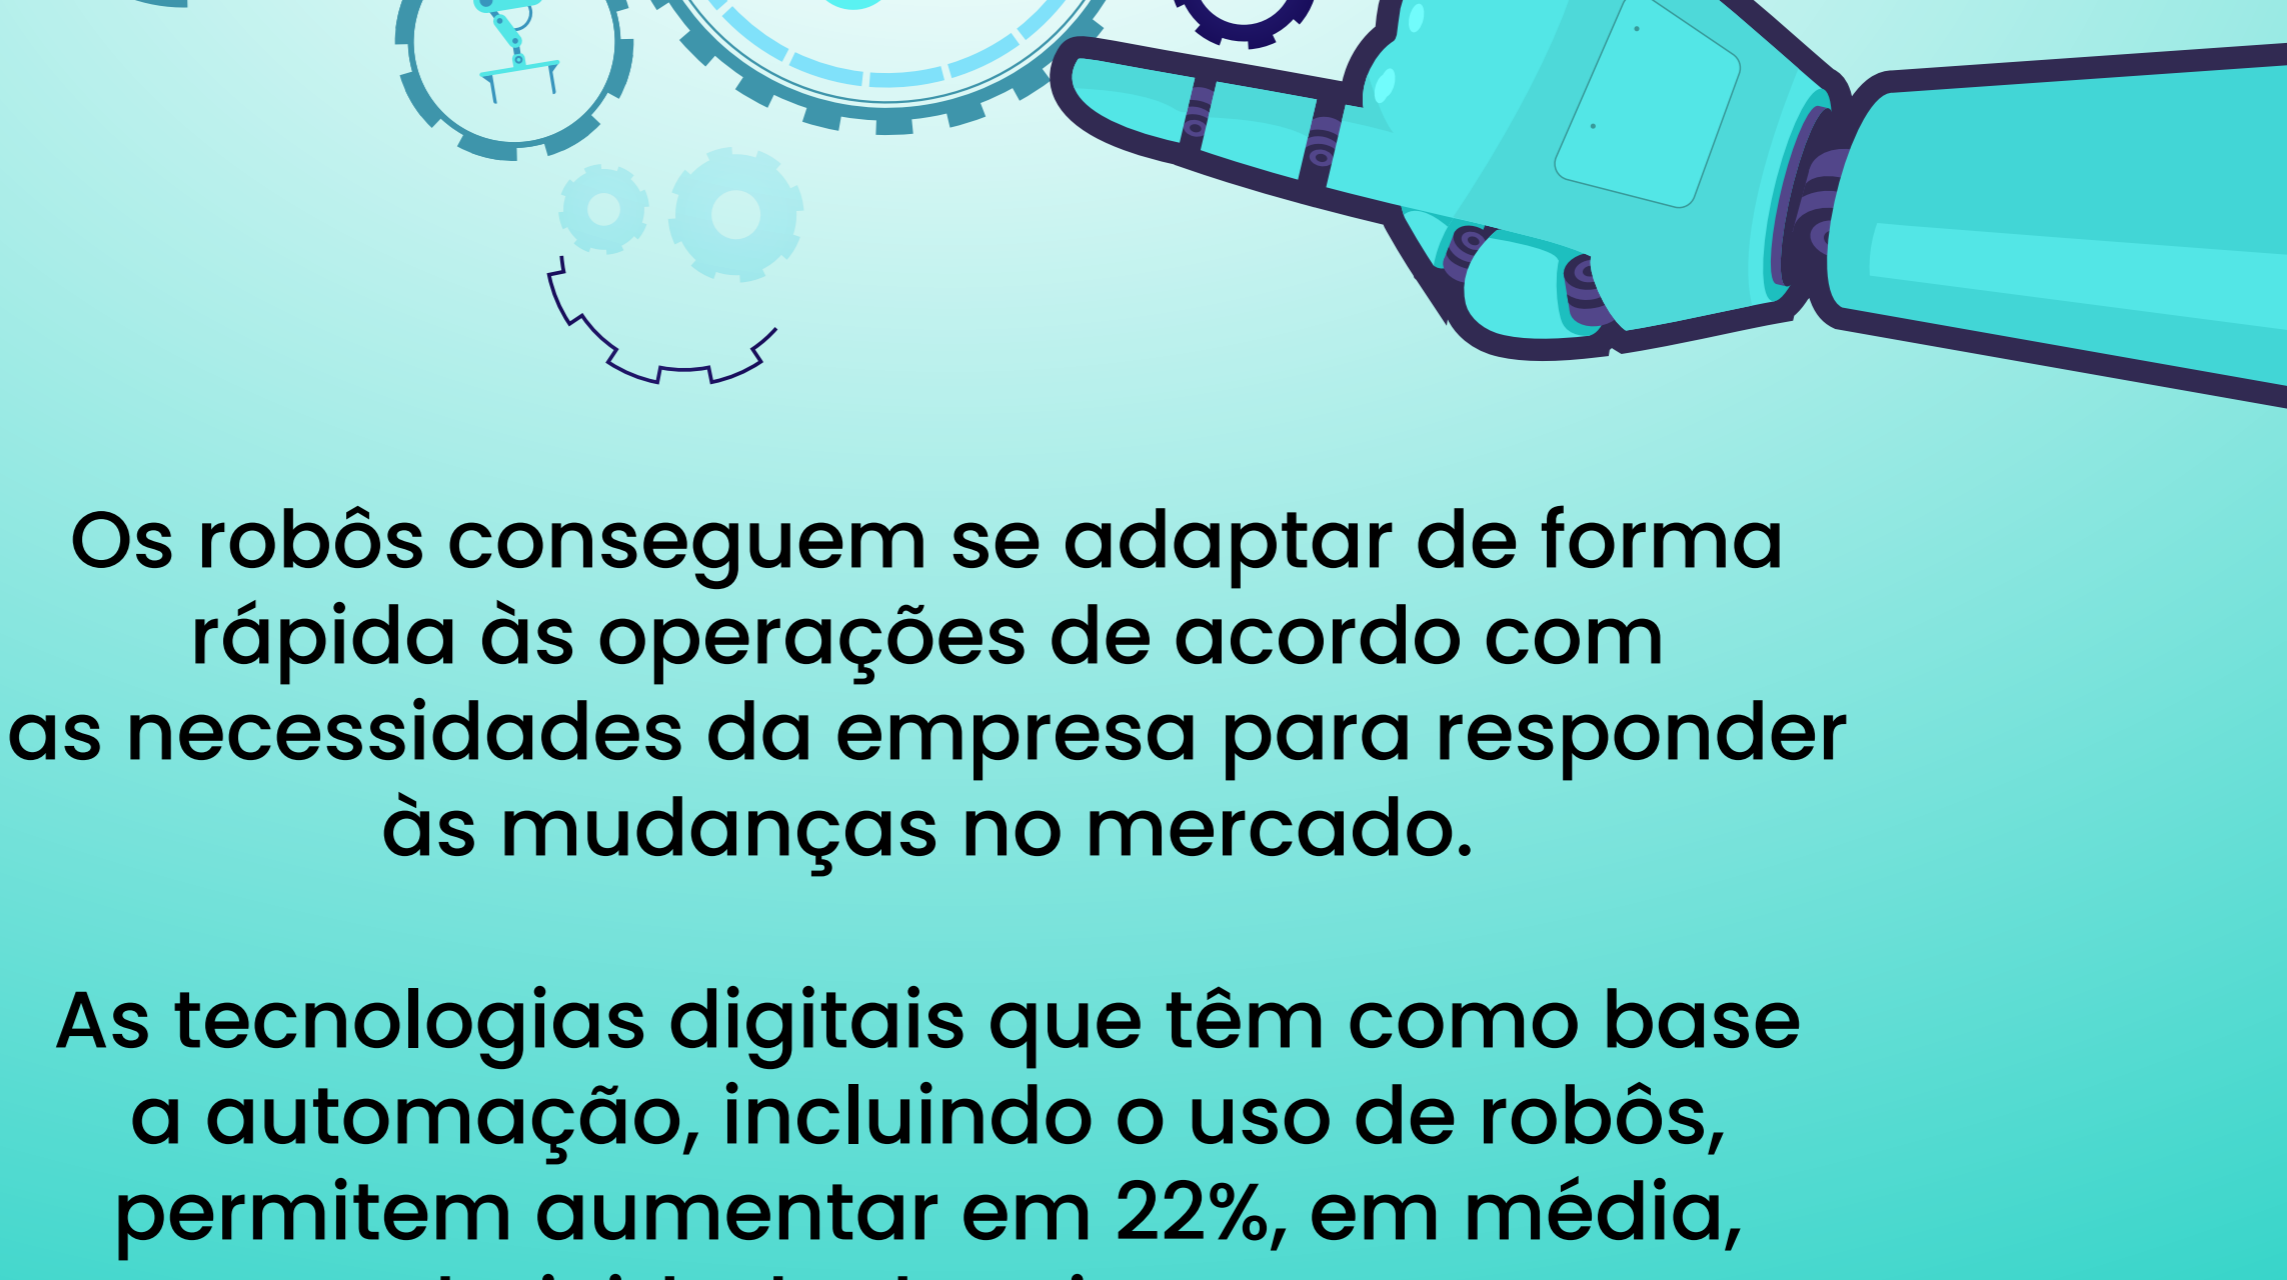 Os robôs conseguem se adaptar de forma
rápida às operações de acordo com
as necessidades da empresa para responder
às mudanças no mercado.
As tecnologias digitais que têm como base
a automação, incluindo o uso de robôs,
permitem aumentar em 22%, em média,